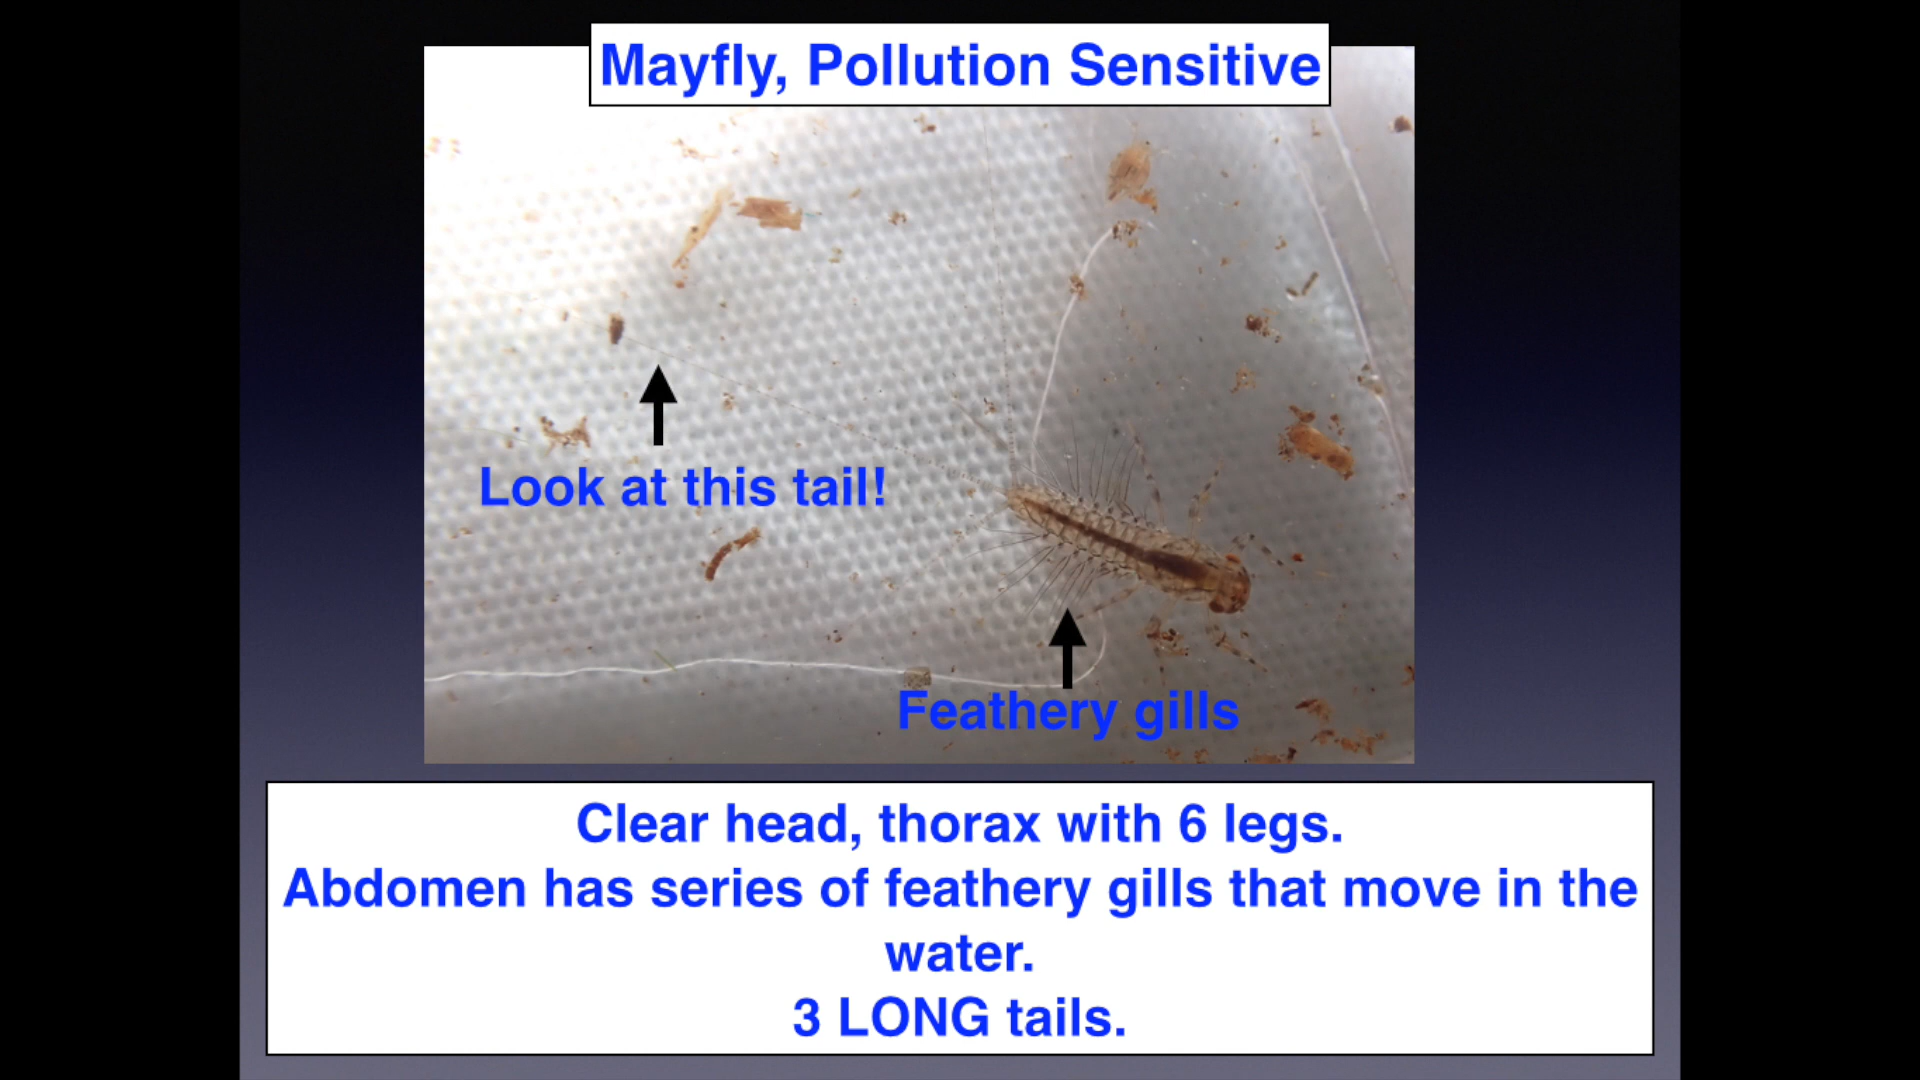 Mayfly, Pollution Sensitive
Look at this tail!
Feathery gills
Clear head, thorax with 6 legs.
Abdomen has series of feathery gills that move in the
water.
3 LONG tails.